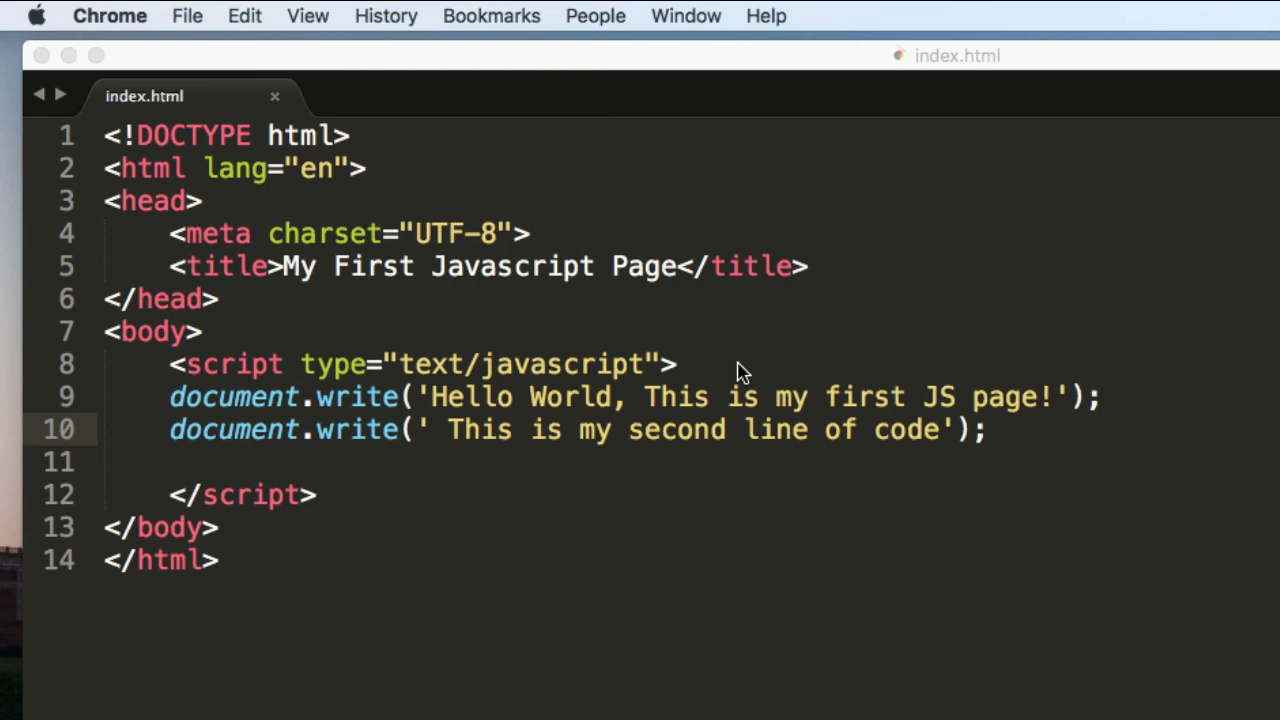 Chrome File Edit View History Bookmarks People Window Help
index.html
index.html ×
1 <!DOCTYPE html>
2 <html lang="en">
3 <head>
4 <meta charset="UTF-8">
5 <title>My First Javascript Page</title>
6 </head>
7 <body>
8 <script type="text/javascript">
9 document.write('Hello World, This is my first JS page!');
10 document.write(' This is my second line of code');
11
12 </script>
13 </body>
14 </html>